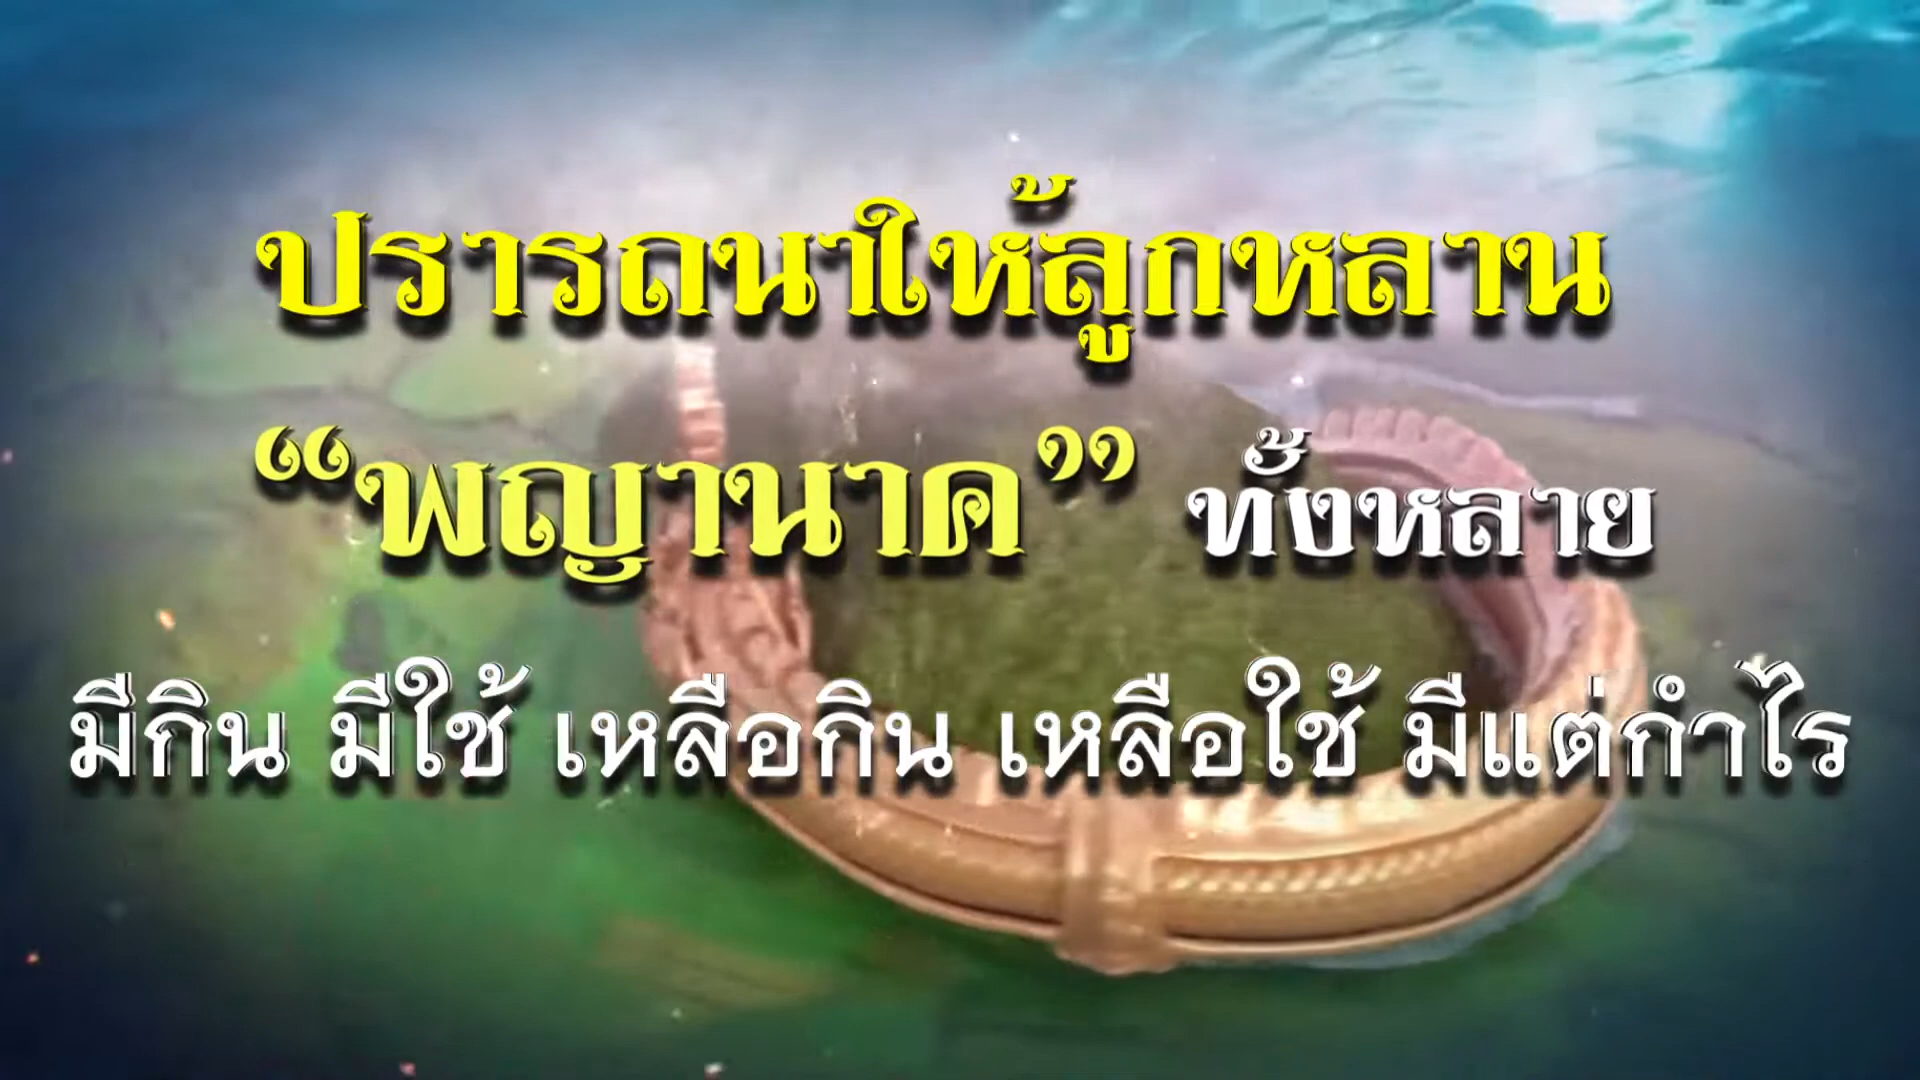 ปรารถนาให้ลูกหลาน
“พญานาค” ทั้งหลาย
มีกิน มีใช้ เหลือกิน เหลือใช้ มีแต่กำไร